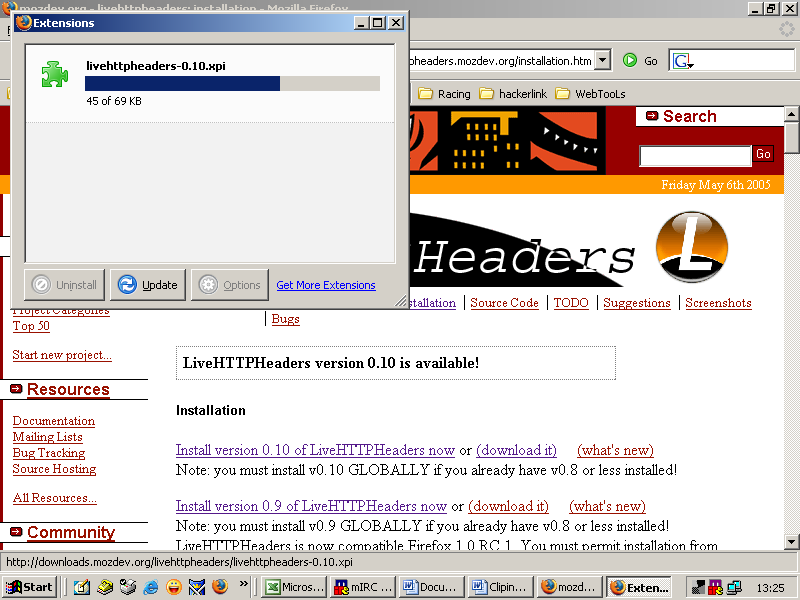 mozdev.org - livehttpheaders: installation - Mozilla Firefox
Extensions
livehttpheaders-0.10.xpi
45 of 69 KB
Uninstall
Update
Options
Get More Extensions
pheaders.mozdev.org/installation.htm
Go
G
Racing
hackerlink
WebTooLs
Search
Go
Friday May 6th 2005
Headers
L
stallation
Source Code
TODO
Suggestions
Screenshots
Bugs
Project Categories
Top 50
Start new project...
Resources
Documentation
Mailing Lists
Bug Tracking
Source Hosting
All Resources...
Community
LiveHTTPHeaders version 0.10 is available!
Installation
Install version 0.10 of LiveHTTPHeaders now or (download it) (what's new)
Note: you must install v0.10 GLOBALLY if you already have v0.8 or less installed!
Install version 0.9 of LiveHTTPHeaders now or (download it) (what's new)
Note: you must install v0.9 GLOBALLY if you already have v0.8 or less installed!
LiveHTTPHeaders is now compatible Firefox 1.0 RC 1. You must permit installation from
http://downloads.mozdev.org/livehttpheaders/livehttpheaders-0.10.xpi
Start
»
Micros...
mIRC ...
Docu...
Clipin...
mozd...
Exten...
13:25